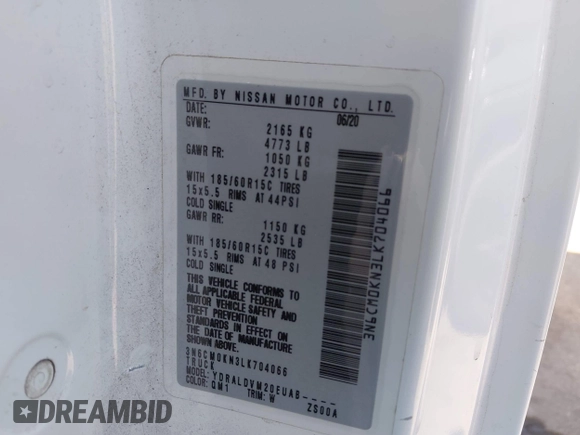 MFD. BY NISSAN MOTOR CO., LTD.
DATE: 06/20
GVWR: 2165 KG
4773 LB
GAWR FR: 1050 KG
2315 LB
WITH 185/60R15C TIRES
15x5.5 RIMS AT 44PSI
COLD SINGLE
GAWR RR: 1150 KG
2535 LB
WITH 185/60R15C TIRES
15x5.5 RIMS AT 48 PSI
COLD SINGLE
THIS VEHICLE CONFORMS TO
ALL APPLICABLE FEDERAL
MOTOR VEHICLE SAFETY AND
THEFT PREVENTION
STANDARDS IN EFFECT ON
THE DATE OF MANUFACTURE
SHOWN ABOVE.
3N6CM0KN3LK704066
TRUCK
MODEL: YDRALDVM20EUAB----
COLOR: QM1 TRIM: W ZS00A
3N6CM0KN3LK704066
DREAMBID
DREAMBID